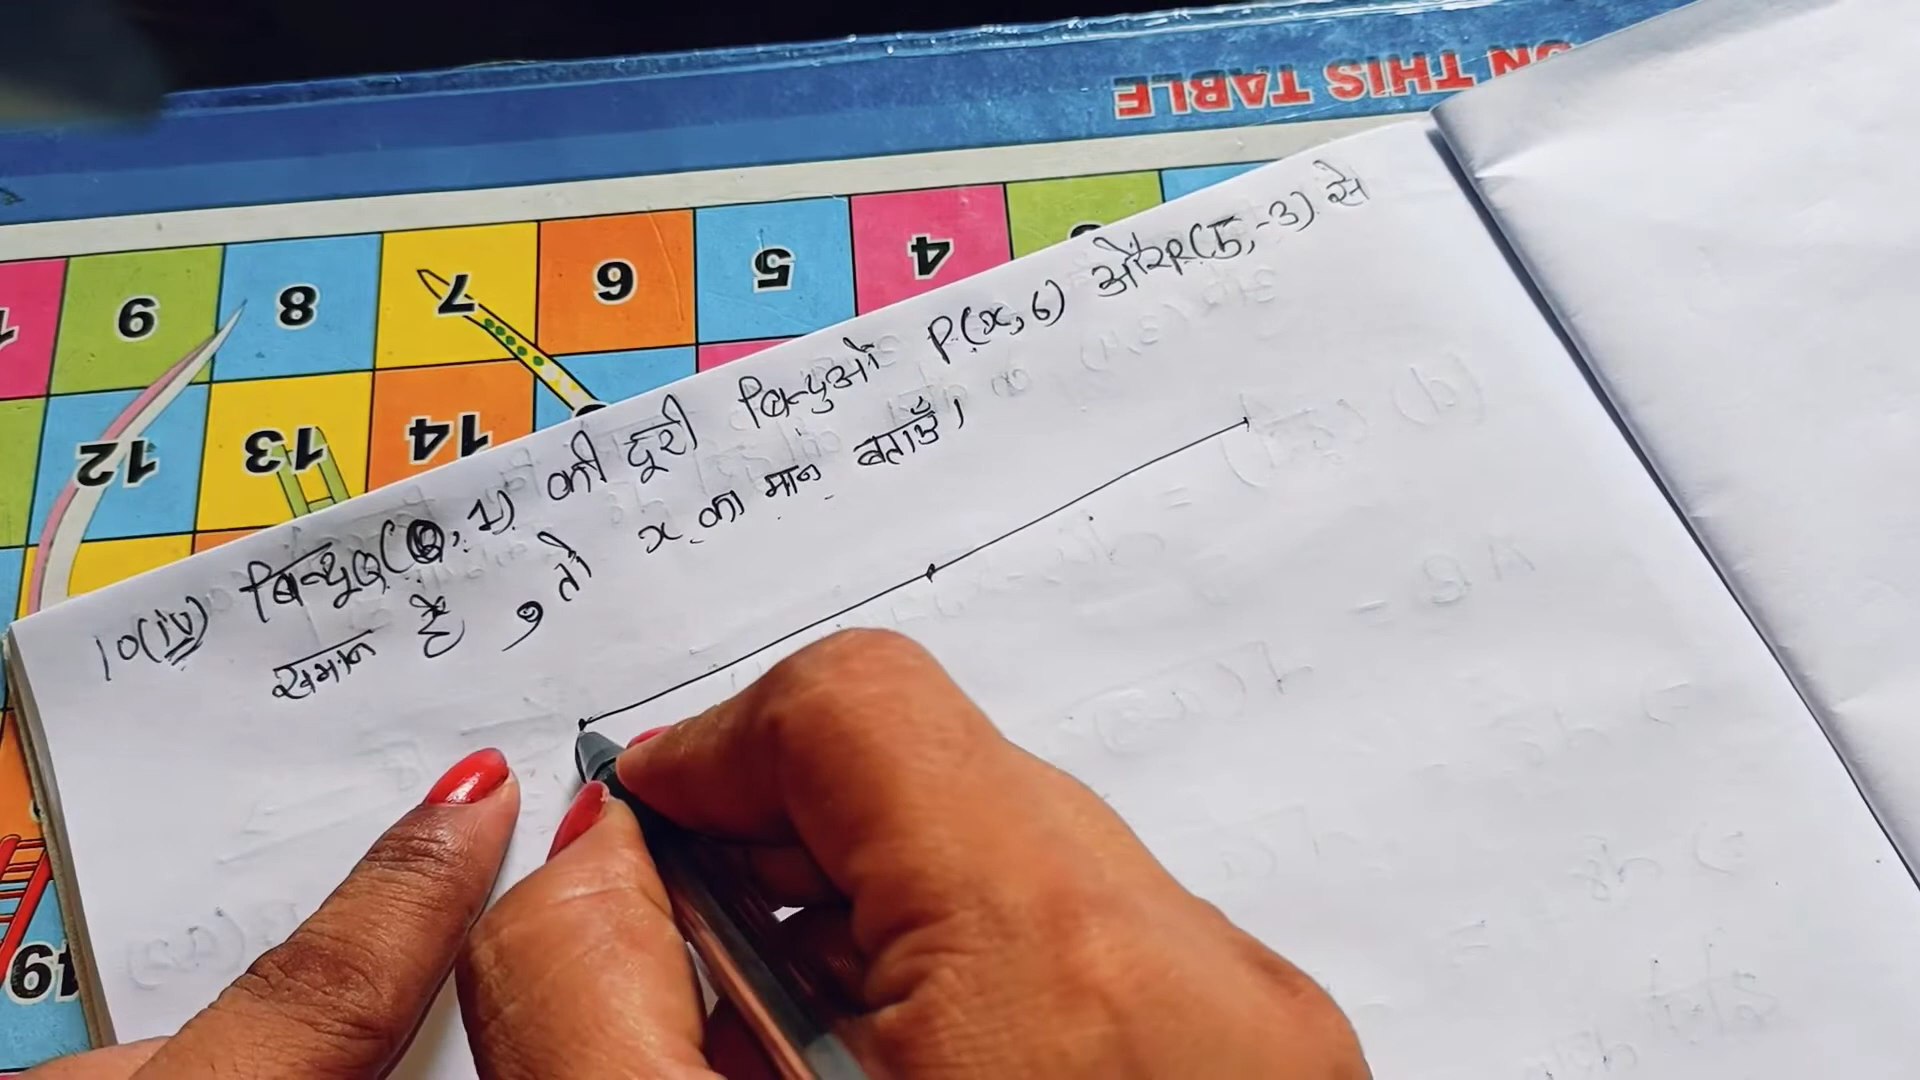 ON THIS TABLE
9 8 7 6 5 4
12 13 14
19
10(iv) बिन्दु Q(0, 1) की दूरी बिन्दुओं P(x, 6) और R(5, -3) से
समान है, तो x का मान बताएँ।